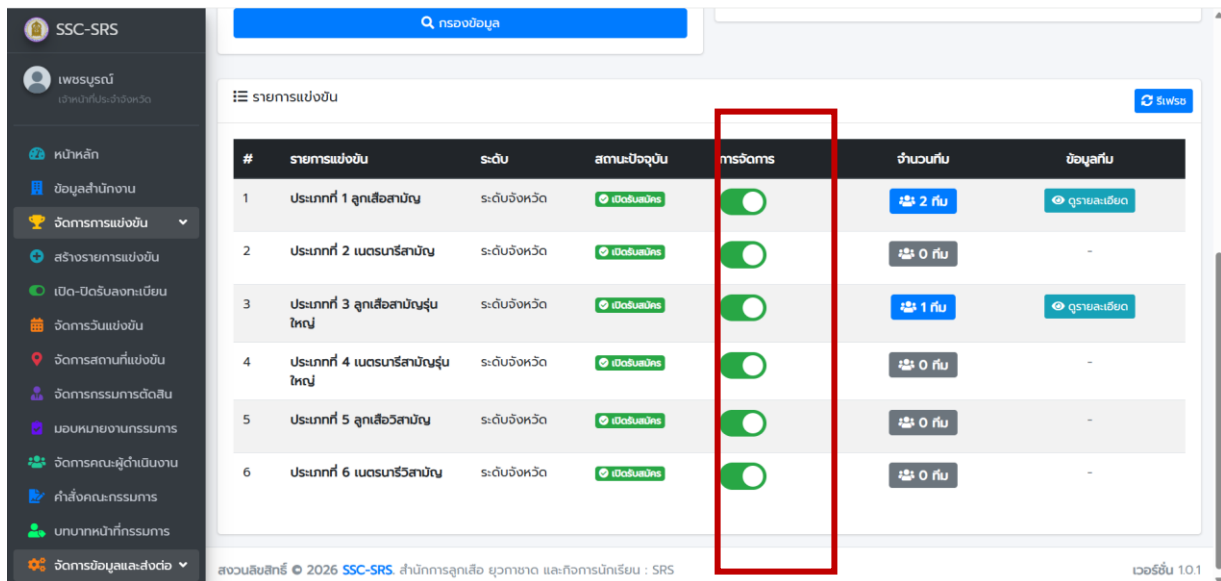 SSC-SRS
เพชรบูรณ์
เจ้าหน้าที่ประจำจังหวัด
หน้าหลัก
ข้อมูลสำนักงาน
จัดการการแข่งขัน
สร้างรายการแข่งขัน
เปิด-ปิดรับลงทะเบียน
จัดการวันแข่งขัน
จัดการสถานที่แข่งขัน
จัดการกรรมการตัดสิน
มอบหมายงานกรรมการ
จัดการคณะผู้ดำเนินงาน
คำสั่งคณะกรรมการ
บทบาทหน้าที่กรรมการ
จัดการข้อมูลและส่งต่อ
กรองข้อมูล
รายการแข่งขัน
รีเฟรช
# รายการแข่งขัน ระดับ สถานะปัจจุบัน การจัดการ จำนวนทีม ข้อมูลทีม
1 ประเภทที่ 1 ลูกเสือสามัญ ระดับจังหวัด เปิดรับสมัคร 2 ทีม ดูรายละเอียด
2 ประเภทที่ 2 เนตรนารีสามัญ ระดับจังหวัด เปิดรับสมัคร 0 ทีม -
3 ประเภทที่ 3 ลูกเสือสามัญรุ่น ระดับจังหวัด เปิดรับสมัคร 1 ทีม ดูรายละเอียด
ใหญ่
4 ประเภทที่ 4 เนตรนารีสามัญรุ่น ระดับจังหวัด เปิดรับสมัคร 0 ทีม -
ใหญ่
5 ประเภทที่ 5 ลูกเสือวิสามัญ ระดับจังหวัด เปิดรับสมัคร 0 ทีม -
6 ประเภทที่ 6 เนตรนารีวิสามัญ ระดับจังหวัด เปิดรับสมัคร 0 ทีม -
สงวนลิขสิทธิ์ © 2026 SSC-SRS. สำนักการลูกเสือ ยุวกาชาด และกิจการนักเรียน : SRS
เวอร์ชั่น 1.0.1